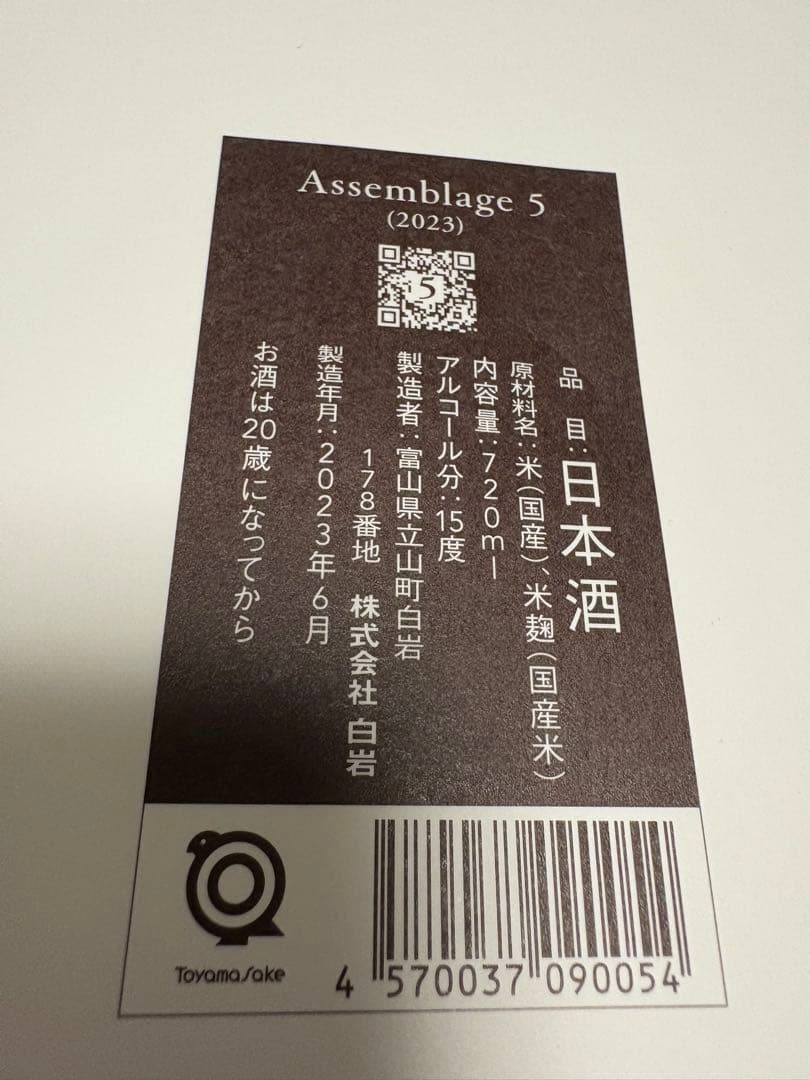 Assemblage 5
(2023)
5
品目:日本酒
原材料名:米(国産)、米麹(国産米)
内容量:720ml
アルコール分:15度
製造者:富山県立山町白岩
178番地 株式会社 白岩
製造年月:2023年6月
お酒は20歳になってから
Toyama Sake
4 570037 090054